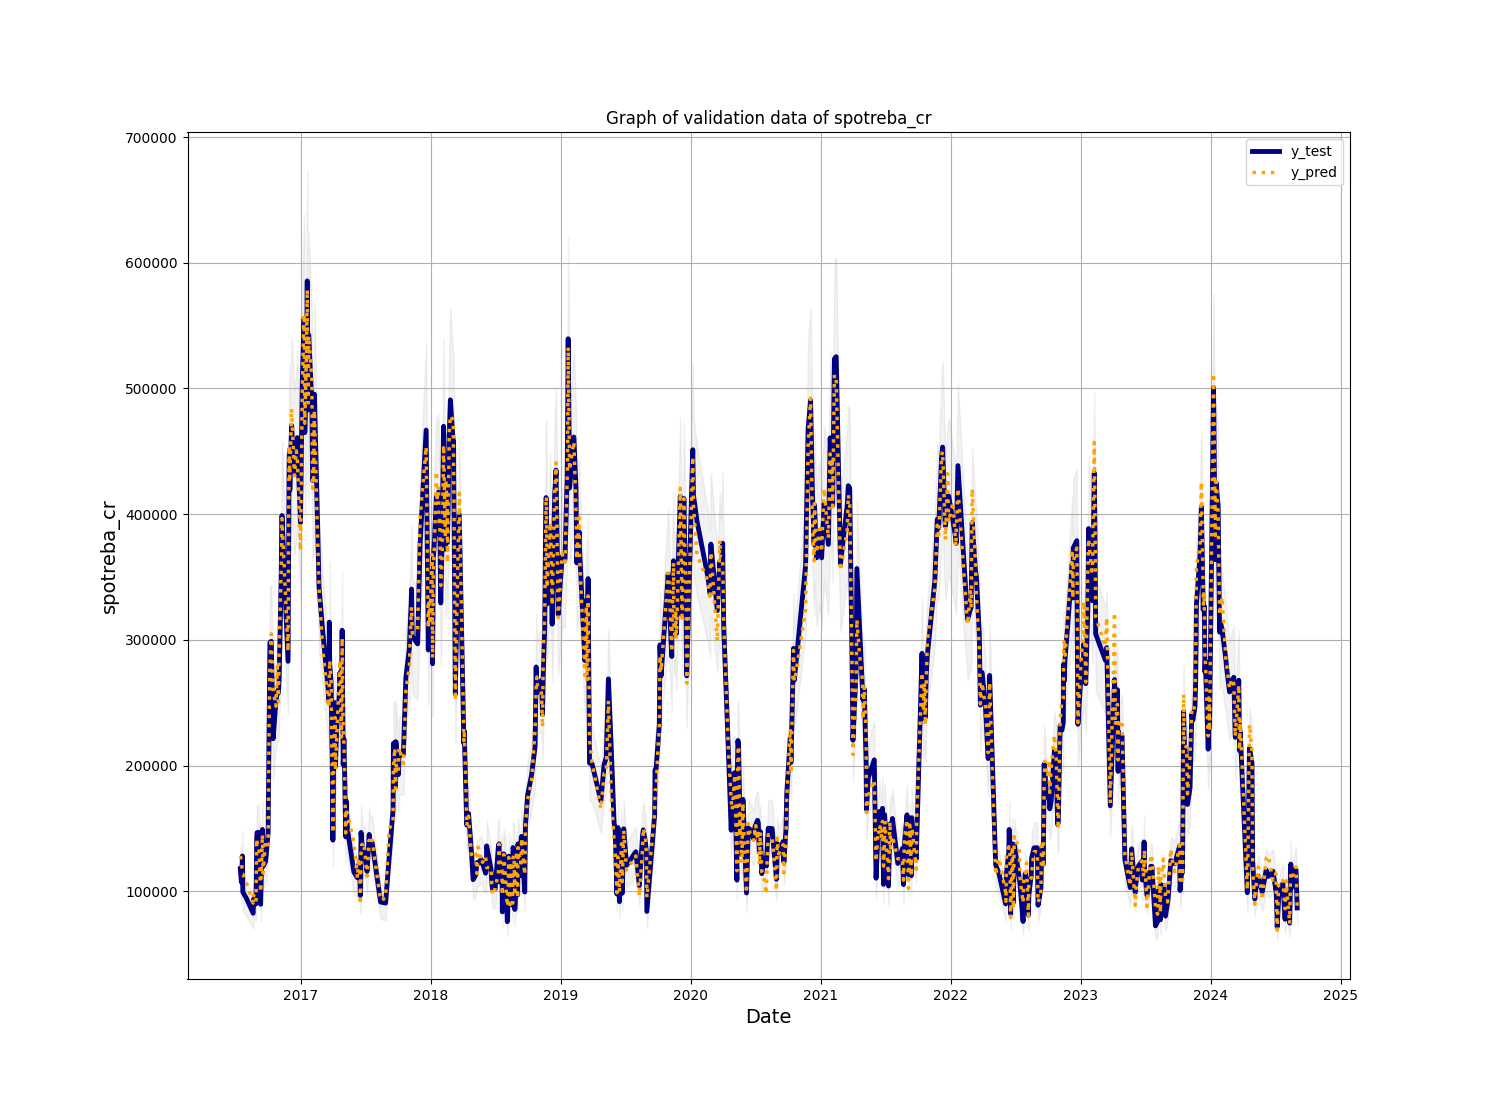 Graph of validation data of spotreba_cr
y_test
y_pred
spotreba_cr
700000
600000
500000
400000
300000
200000
100000
2017 2018 2019 2020 2021 2022 2023 2024 2025
Date